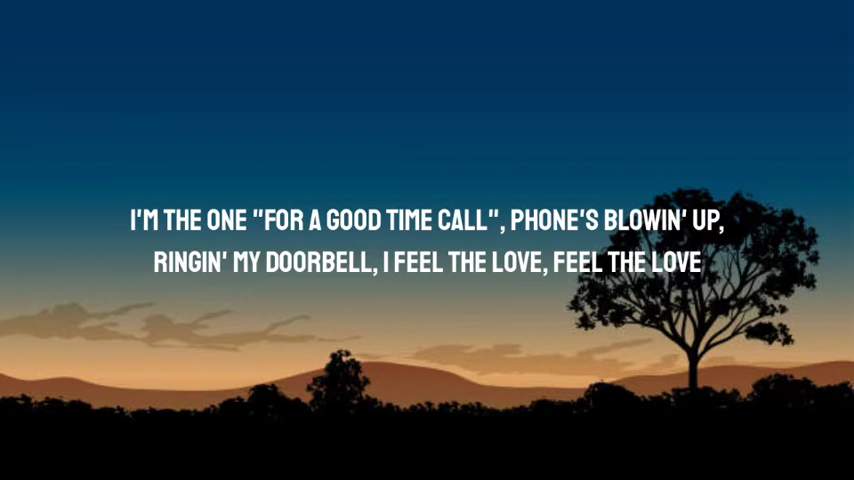 I'M THE ONE "FOR A GOOD TIME CALL", PHONE'S BLOWIN' UP,
RINGIN' MY DOORBELL, I FEEL THE LOVE, FEEL THE LOVE